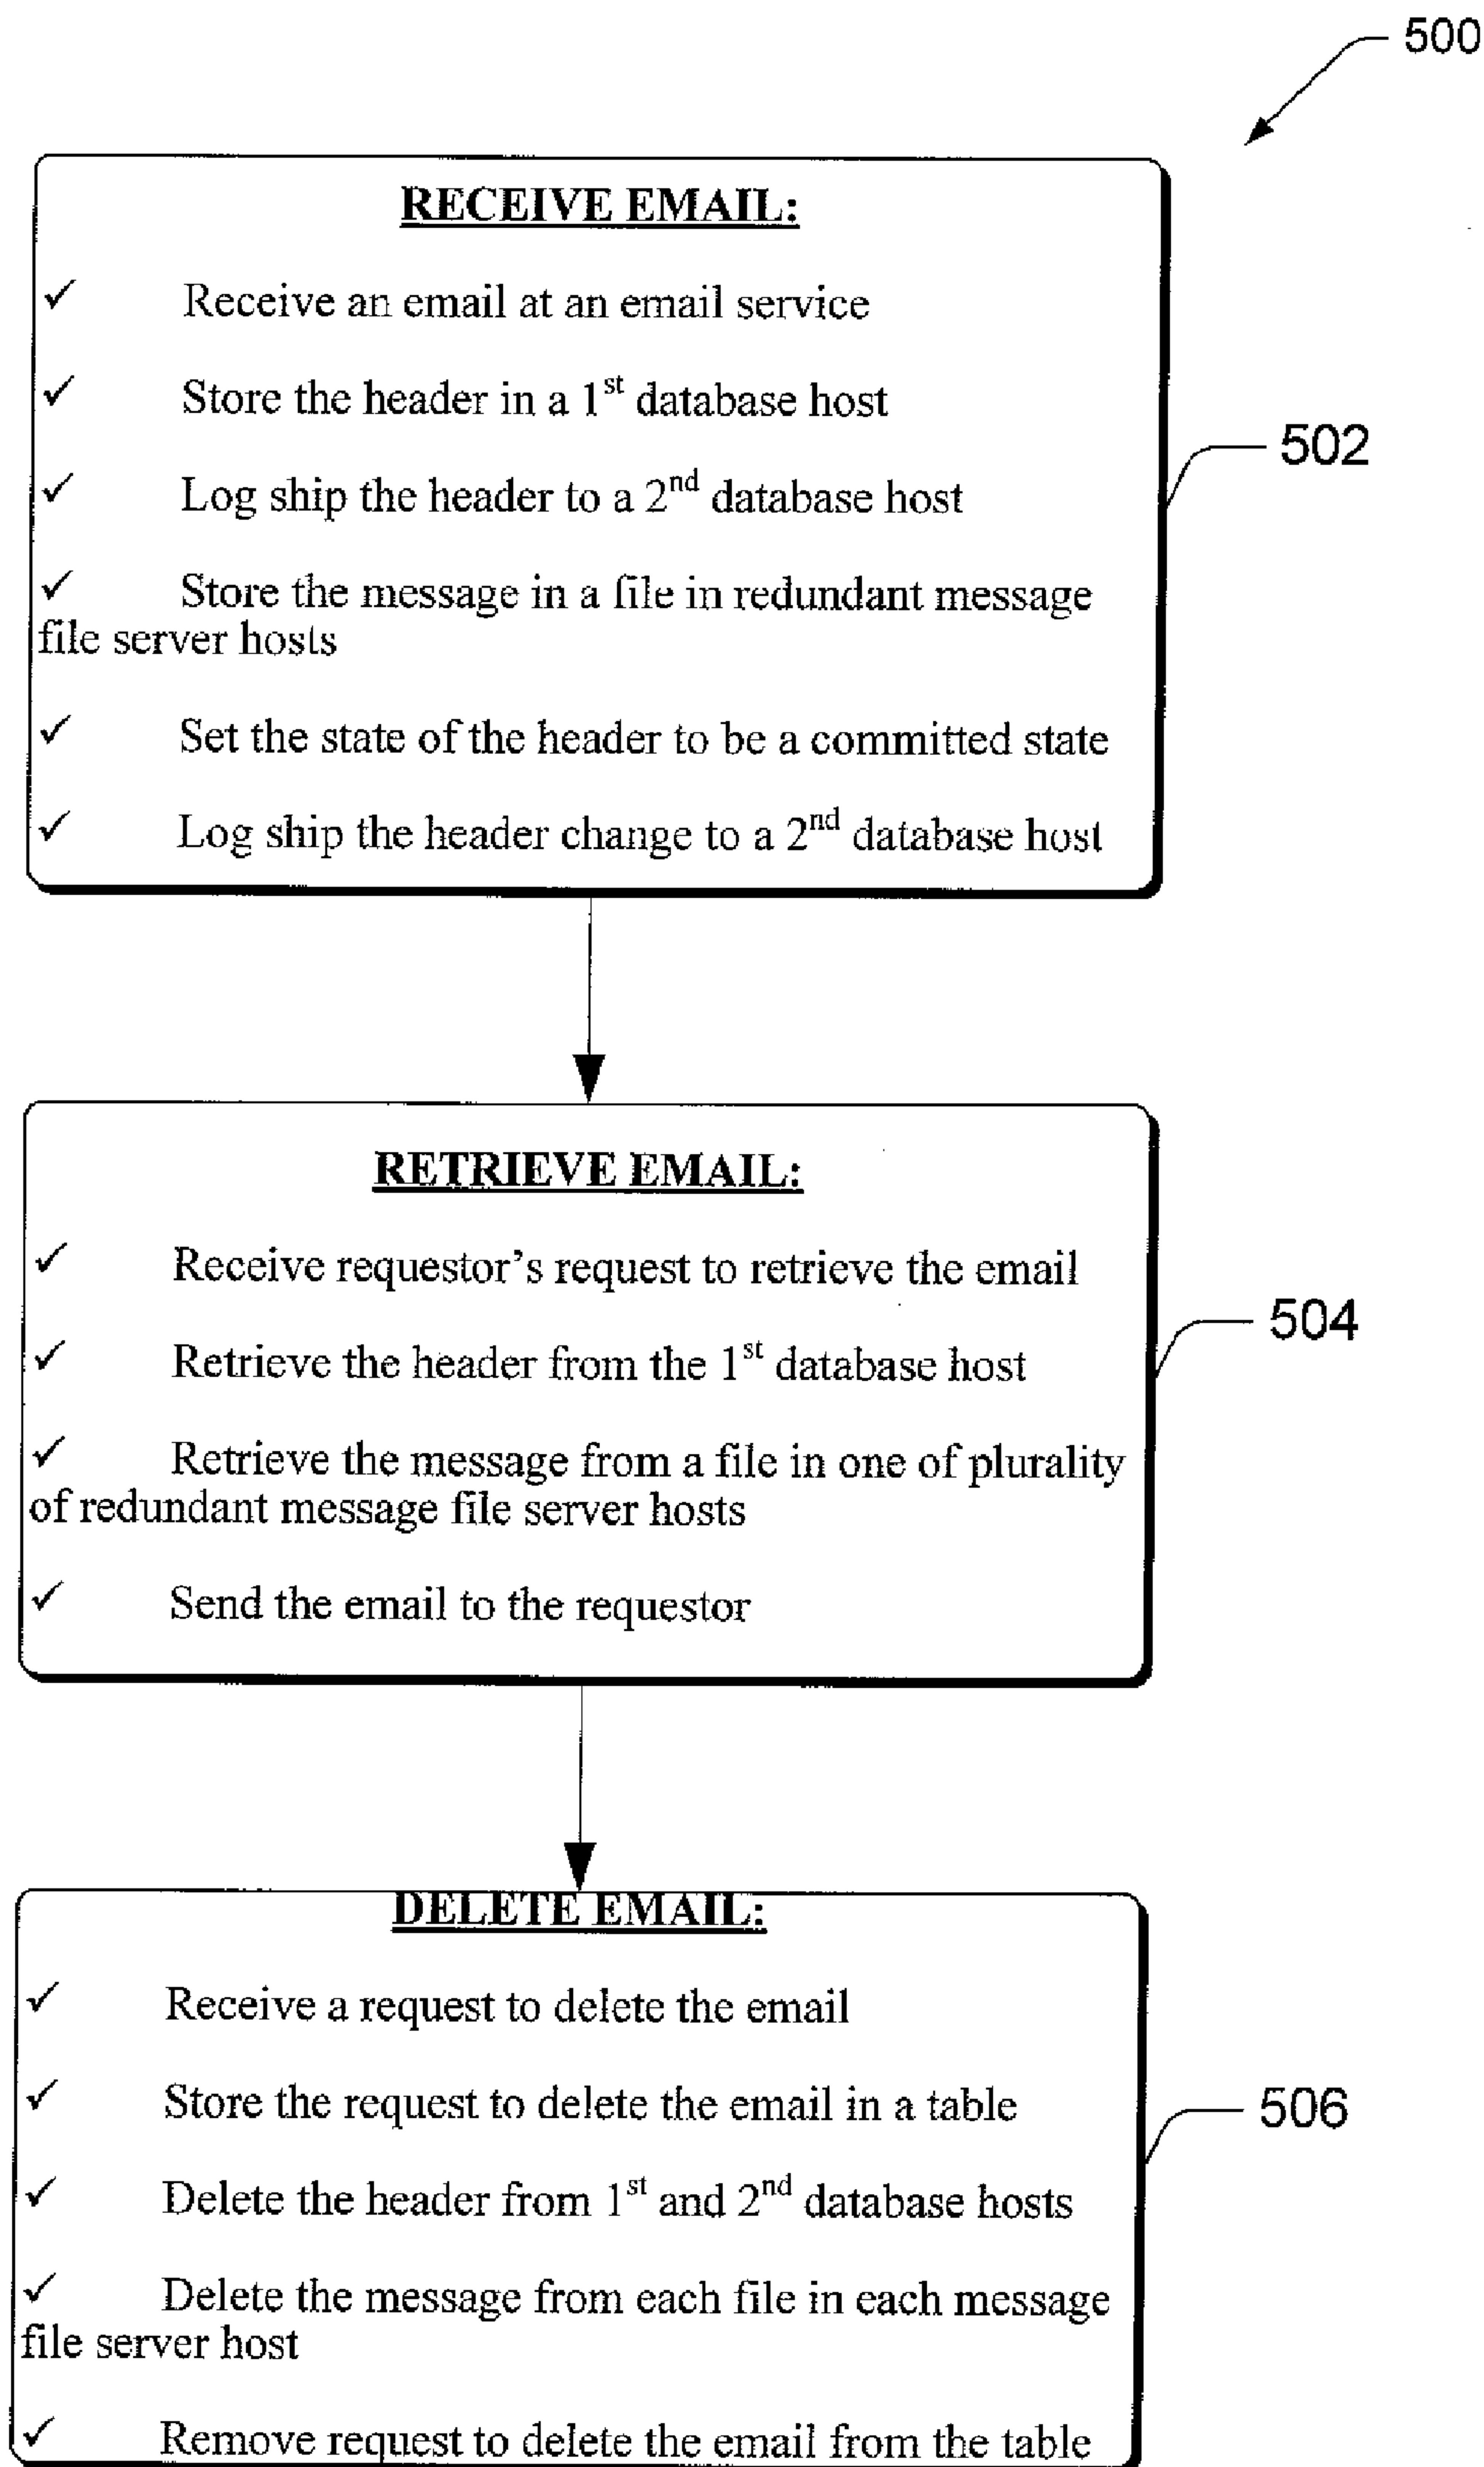 500
RECEIVE EMAIL:
✓ Receive an email at an email service
✓ Store the header in a 1st database host
✓ Log ship the header to a 2nd database host
502
✓ Store the message in a file in redundant message
file server hosts
✓ Set the state of the header to be a committed state
✓ Log ship the header change to a 2nd database host
RETRIEVE EMAIL:
✓ Receive requestor’s request to retrieve the email
504
✓ Retrieve the header from the 1st database host
✓ Retrieve the message from a file in one of plurality
of redundant message file server hosts
✓ Send the email to the requestor
DELETE EMAIL:
✓ Receive a request to delete the email
✓ Store the request to delete the email in a table
506
✓ Delete the header from 1st and 2nd database hosts
✓ Delete the message from each file in each message
file server host
✓ Remove request to delete the email from the table